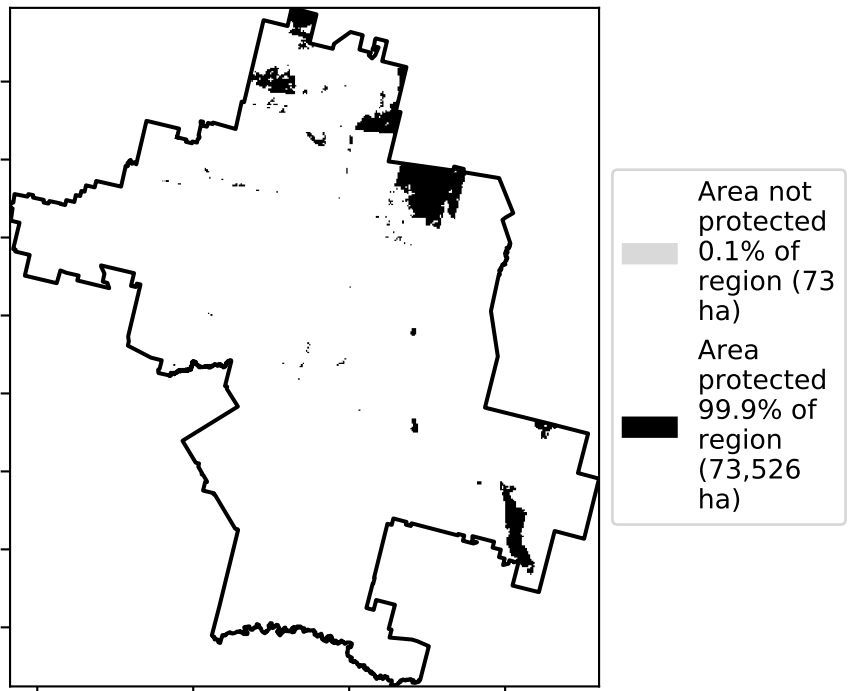 Area not
protected
0.1% of
region (73
ha)
Area
protected
99.9% of
region
(73,526
ha)